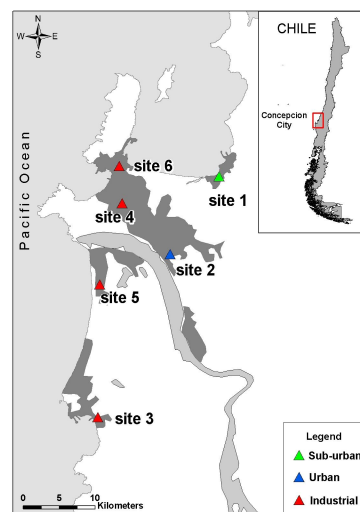 N
W E
S
CHILE
Concepcion
City
Pacific Ocean
site 6
site 1
site 4
site 2
site 5
site 3
Legend
Sub-urban
Urban
Industrial
0 5 10
Kilometers